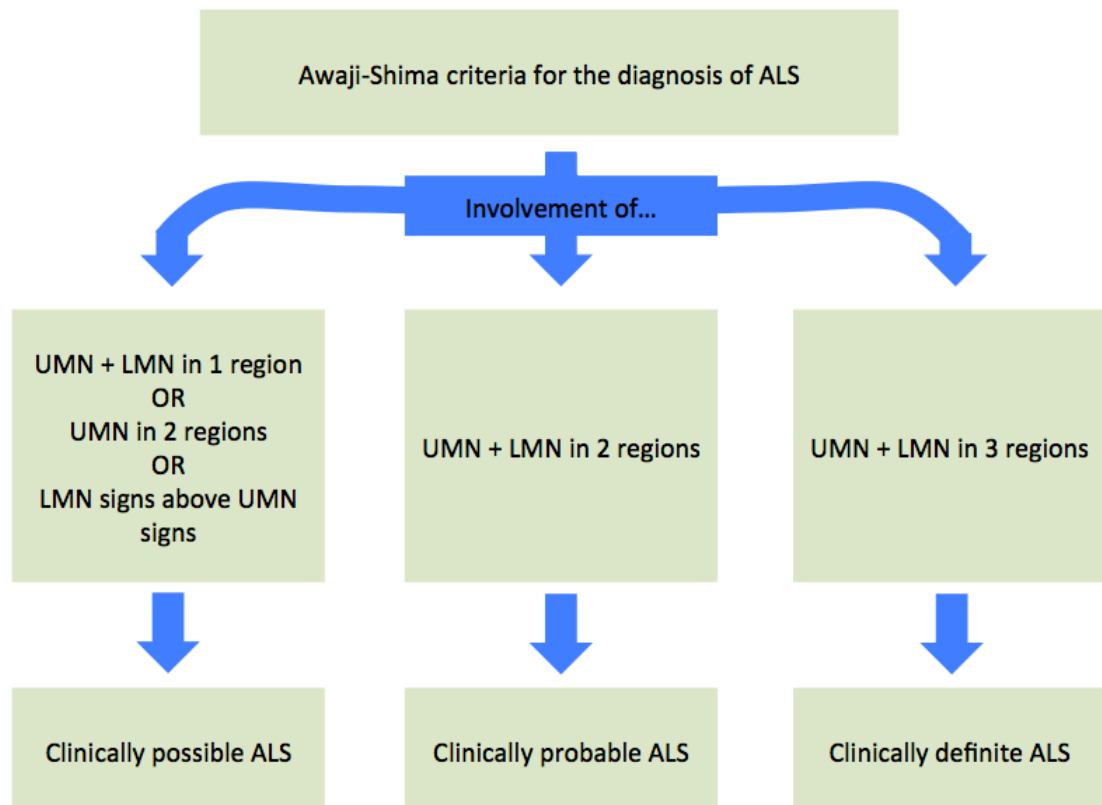 Awaji-Shima criteria for the diagnosis of ALS
Involvement of...
UMN + LMN in 1 region
OR
UMN in 2 regions
OR
LMN signs above UMN
signs
UMN + LMN in 2 regions
UMN + LMN in 3 regions
Clinically possible ALS
Clinically probable ALS
Clinically definite ALS